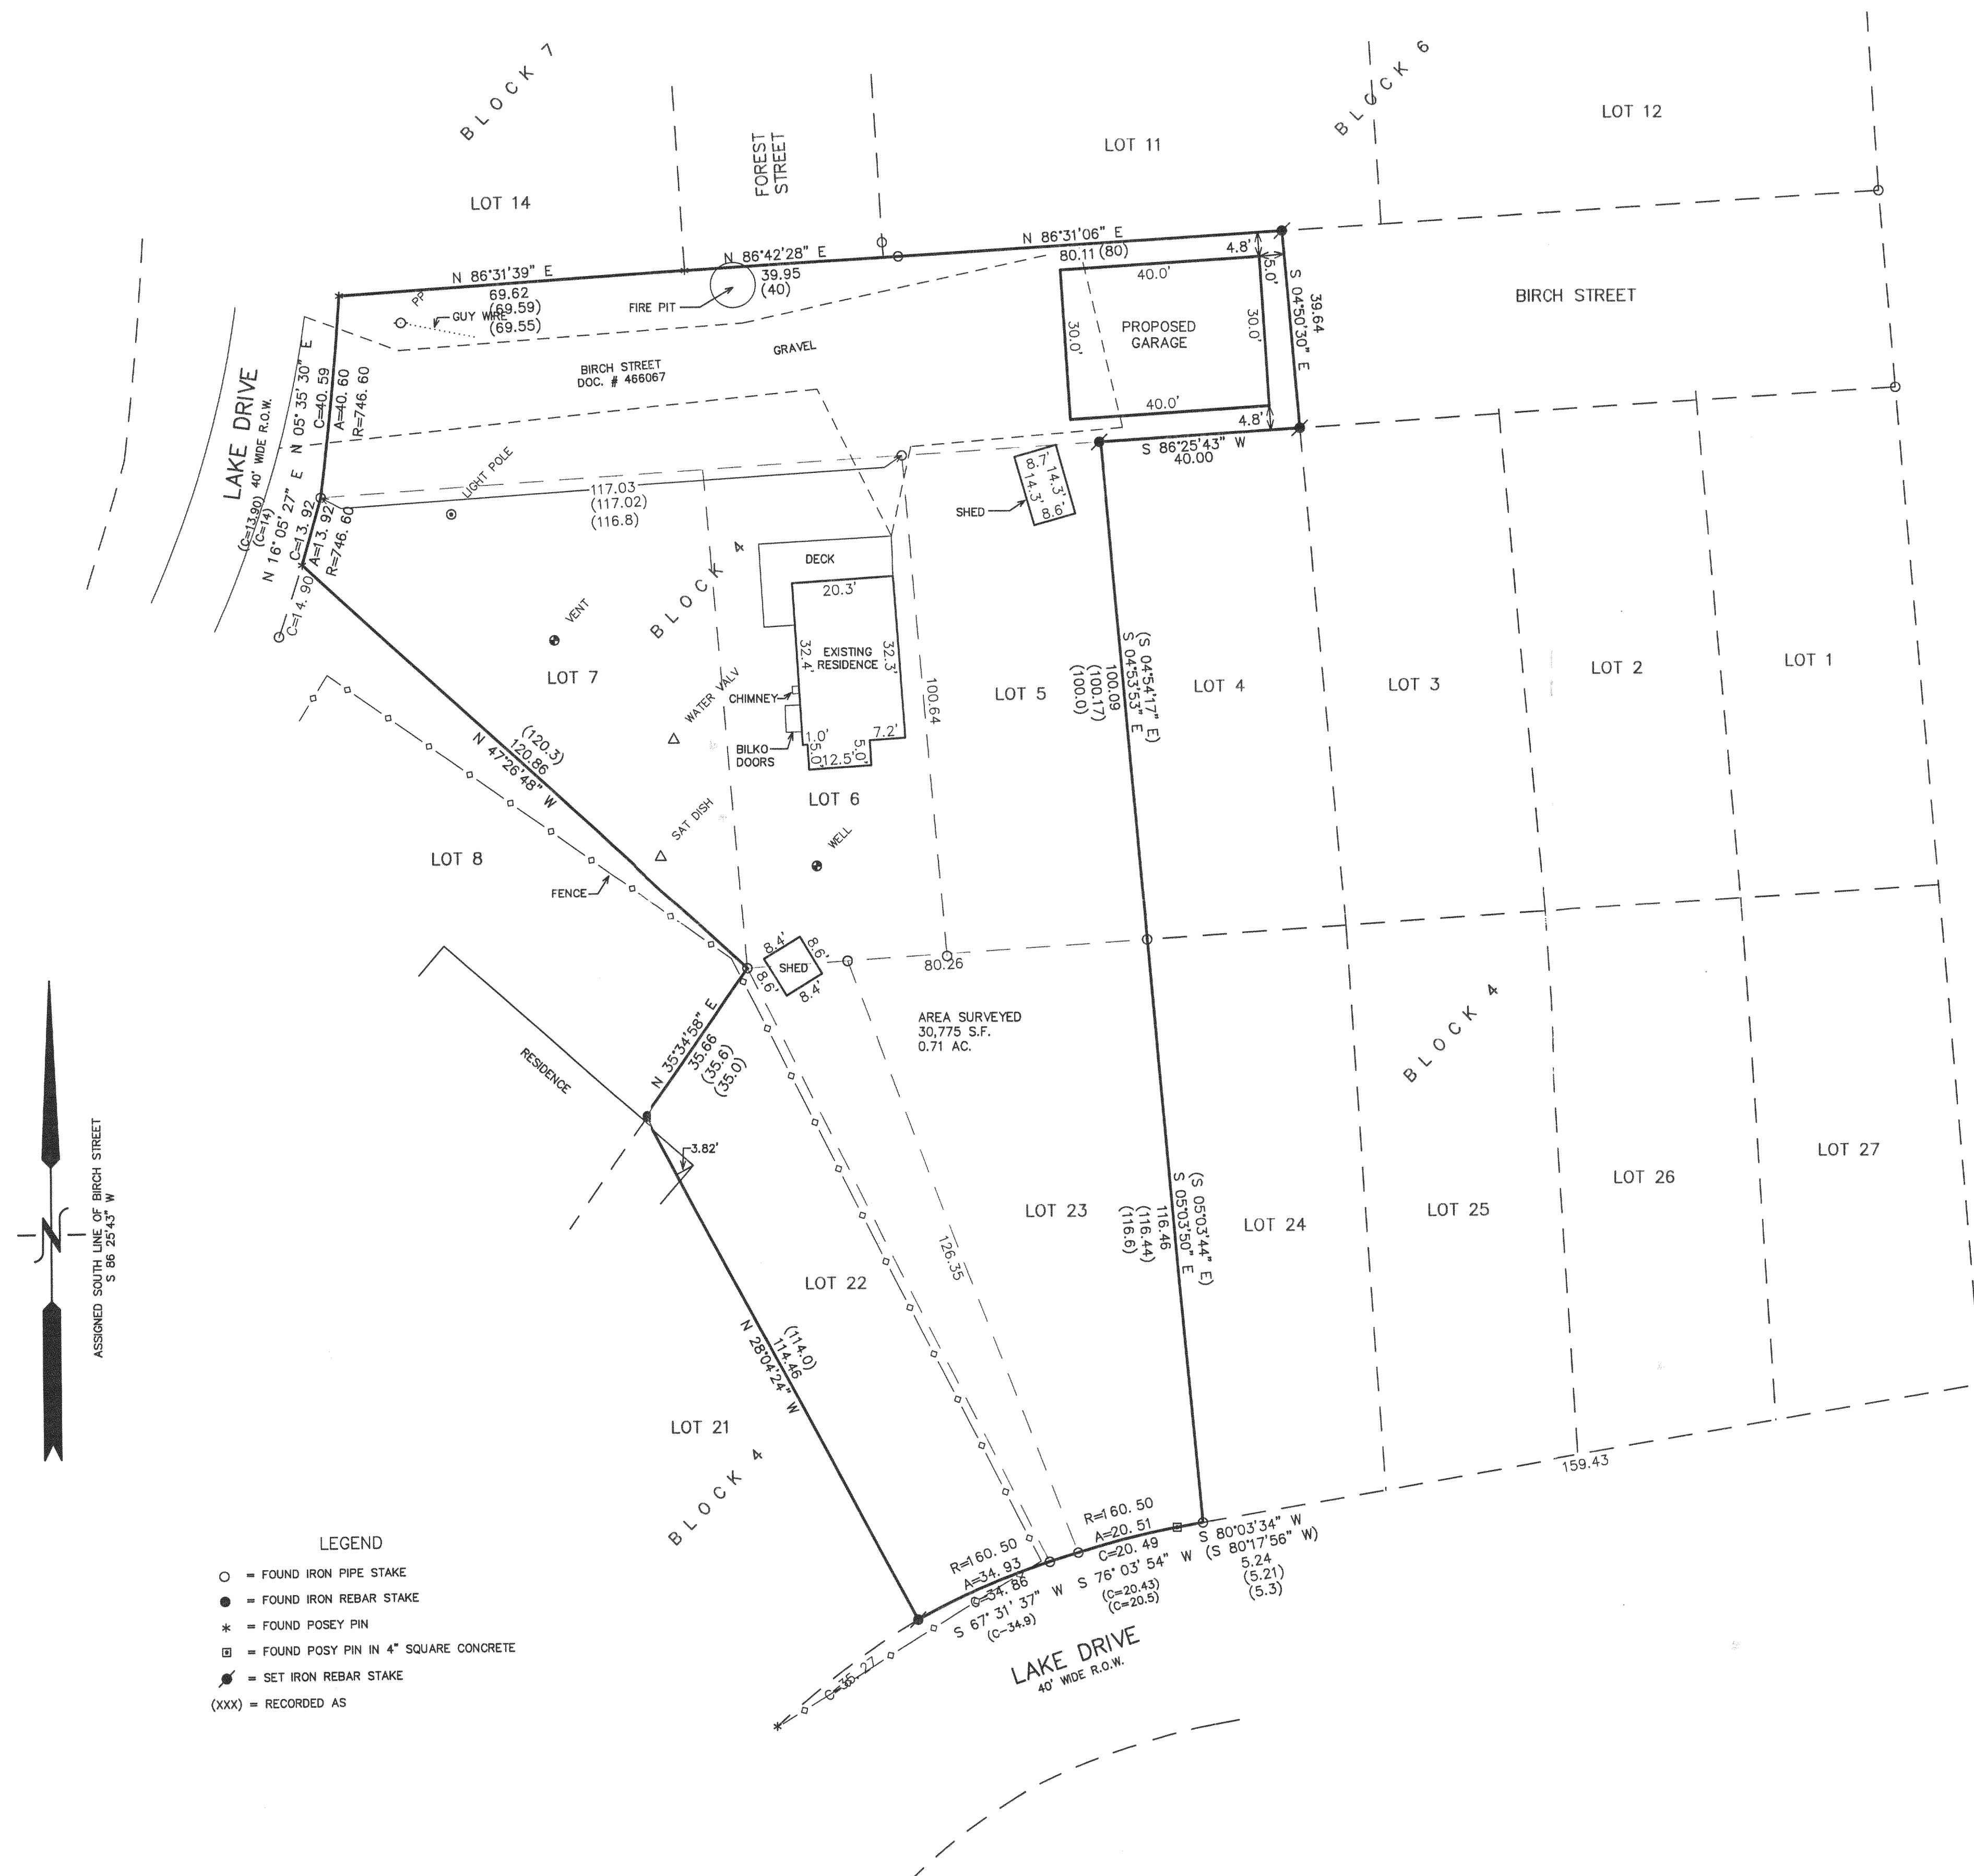 BLOCK 7
BLOCK 6
LOT 12
LOT 11
FOREST
STREET
LOT 14
N 86°31'06" E
80.11 (80)
N 86°42'28" E
39.95
(40)
N 86°31'39" E
69.62
(69.59)
(69.55)
PP
GUY WIRE
FIRE PIT
4.8'
5.0'
40.0'
30.0'
30.0'
PROPOSED
GARAGE
40.0'
4.8'
S 04°50'30" E
39.64
BIRCH STREET
GRAVEL
BIRCH STREET
DOC. # 466067
S 86°25'43" W
40.00
LAKE DRIVE
40' WIDE R.O.W.
N 05° 35' 30" E
C=40.59
A=40.60
R=746.60
(C=13.90)
(C=14)
N 16° 05' 27" E
C=13.92
A=13.92
R=746.60
C=14.90
LIGHT POLE
117.03
(117.02)
(116.8)
SHED
8.7'
14.3'
14.3'
8.6'
DECK
20.3'
BLOCK 4
VENT
32.4'
EXISTING
RESIDENCE
32.3'
LOT 7
WATER VALV
CHIMNEY
BILKO
DOORS
1.0'
5.0'
12.5'
5.0'
7.2'
100.64
LOT 5
(S 04°54'17" E)
S 04°53'53" E
100.09
(100.17)
(100.0)
LOT 4
LOT 3
LOT 2
LOT 1
(120.3)
120.86
N 47°26'48" W
LOT 6
SAT DISH
WELL
LOT 8
FENCE
8.4'
8.6'
SHED
8.6'
8.4'
80.26
AREA SURVEYED
30,775 S.F.
0.71 AC.
BLOCK 4
N 35°34'58" E
35.66
(35.6)
(35.0)
RESIDENCE
3.82'
ASSIGNED SOUTH LINE OF BIRCH STREET
S 86 25'43" W
N
LOT 27
LOT 26
LOT 25
LOT 24
LOT 23
(S 05°03'44" E)
S 05°03'50" E
116.46
(116.44)
(116.6)
126.35
LOT 22
(114.0)
114.46
N 28°04'24" W
LOT 21
BLOCK 4
159.43
R=160.50
A=20.51
C=20.49
S 76° 03' 54" W
(C=20.43)
(C=20.5)
S 80°03'34" W
(S 80°17'56" W)
5.24
(5.21)
(5.3)
R=160.50
A=34.93
C=34.86
S 67° 31' 37" W
(C-34.9)
C=35.27
LAKE DRIVE
40' WIDE R.O.W.
LEGEND
= FOUND IRON PIPE STAKE
= FOUND IRON REBAR STAKE
= FOUND POSEY PIN
= FOUND POSY PIN IN 4" SQUARE CONCRETE
= SET IRON REBAR STAKE
(XXX) = RECORDED AS